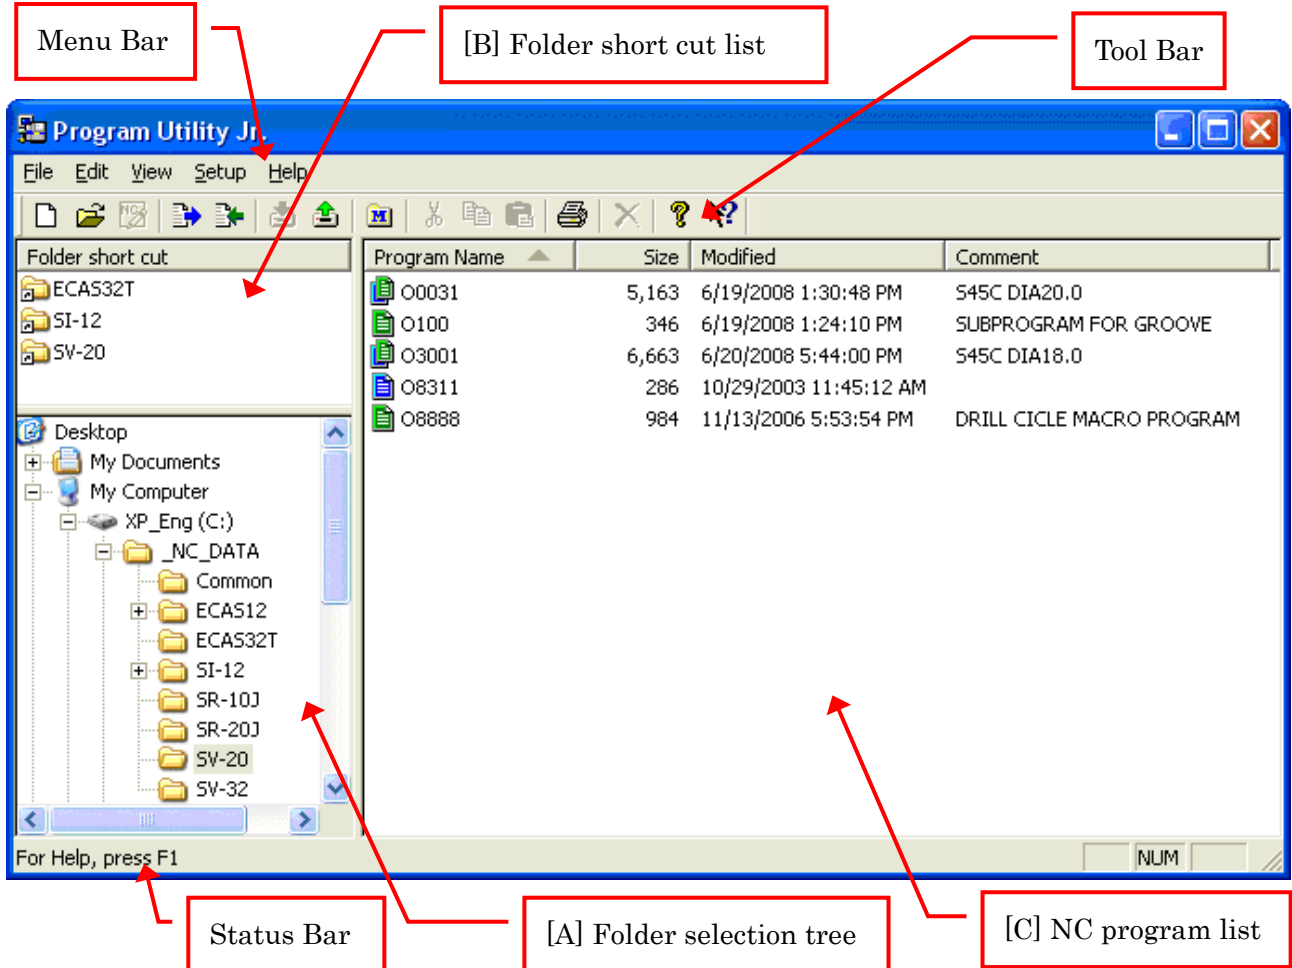 Menu Bar
[B] Folder short cut list
Tool Bar
Program Utility Jr.
File Edit View Setup Help
Folder short cut
ECAS32T
SI-12
SV-20
Program Name Size Modified Comment
O0031 5,163 6/19/2008 1:30:48 PM S45C DIA20.0
O100 346 6/19/2008 1:24:10 PM SUBPROGRAM FOR GROOVE
O3001 6,663 6/20/2008 5:44:00 PM S45C DIA18.0
O8311 286 10/29/2003 11:45:12 AM
O8888 984 11/13/2006 5:53:54 PM DRILL CICLE MACRO PROGRAM
Desktop
My Documents
My Computer
XP_Eng (C:)
_NC_DATA
Common
ECAS12
ECAS32T
SI-12
SR-10J
SR-20J
SV-20
SV-32
For Help, press F1
NUM
Status Bar
[A] Folder selection tree
[C] NC program list